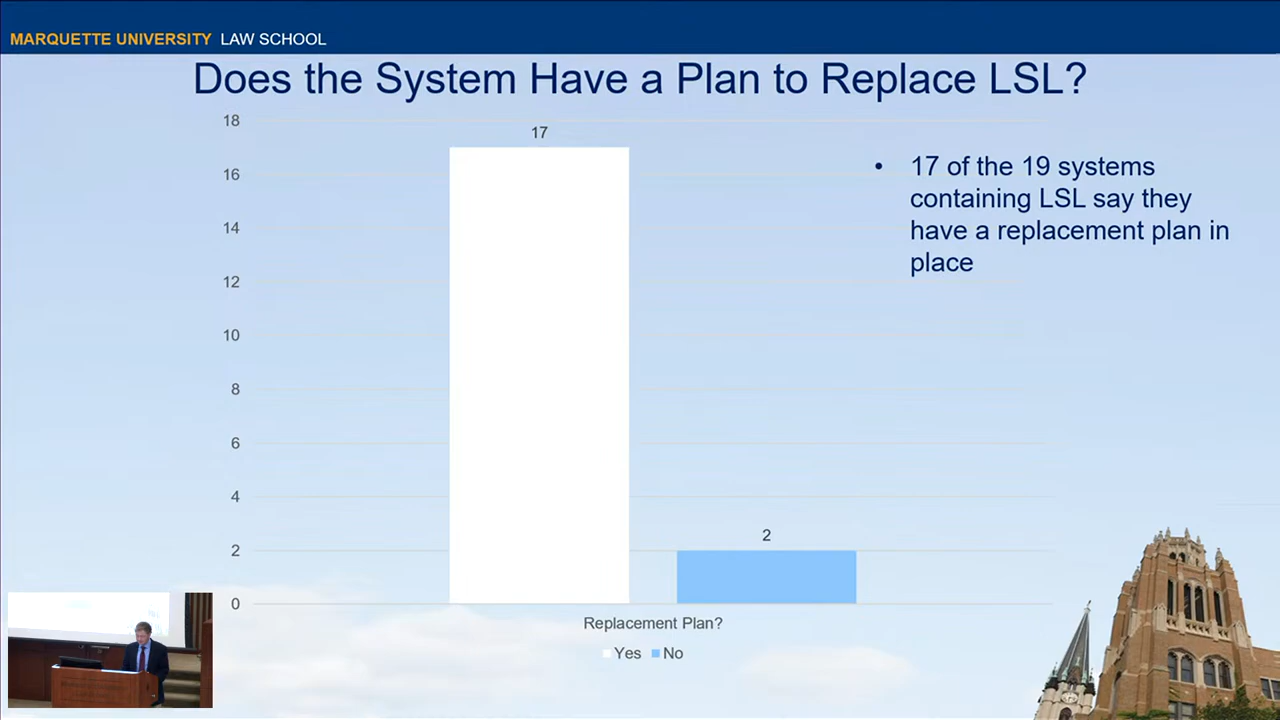 MARQUETTE UNIVERSITY LAW SCHOOL
Does the System Have a Plan to Replace LSL?
18
16
14
12
10
8
6
4
2
0
17
2
Replacement Plan?
Yes No
• 17 of the 19 systems
containing LSL say they
have a replacement plan in
place